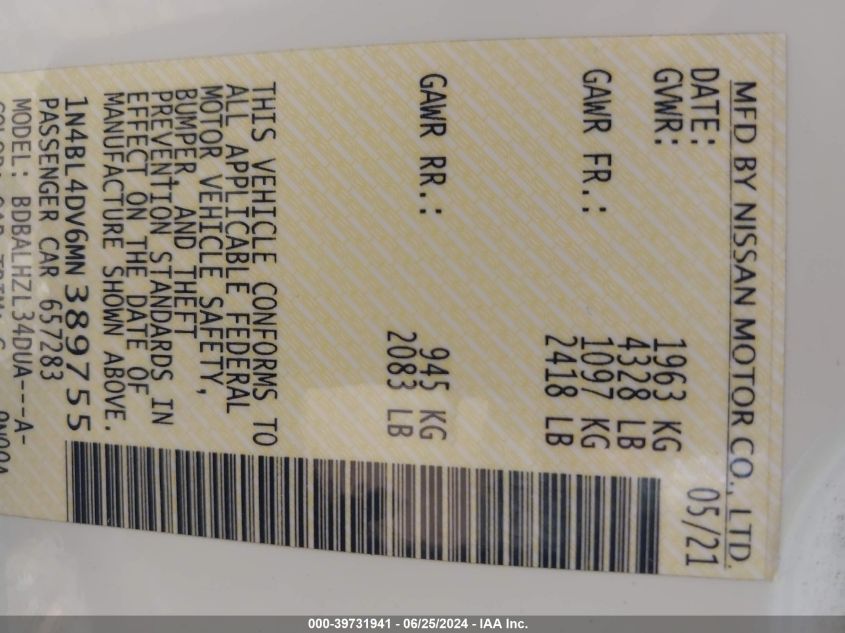 MFD BY NISSAN MOTOR CO., LTD.
DATE: 05/21
GVWR: 1963 KG
4328 LB
GAWR FR.: 1097 KG
2418 LB
GAWR RR.: 945 KG
2083 LB
THIS VEHICLE CONFORMS TO
ALL APPLICABLE FEDERAL
MOTOR VEHICLE SAFETY,
BUMPER, AND THEFT
PREVENTION STANDARDS IN
EFFECT ON THE DATE OF
MANUFACTURE SHOWN ABOVE.
1N4BL4DV6MN389755
PASSENGER CAR 657283
MODEL: BDBALHZL34DUA---A-
000-39731941 - 06/25/2024 - IAA Inc.